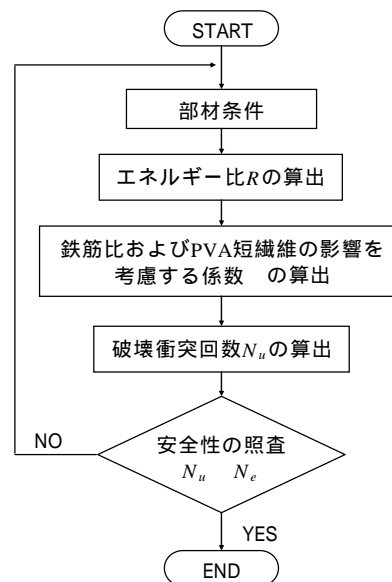 START
部材条件
エネルギー比Rの算出
鉄筋比およびPVA短繊維の影響を
考慮する係数 の算出
破壊衝突回数Nuの算出
安全性の照査
Nu Ne
NO
YES
END